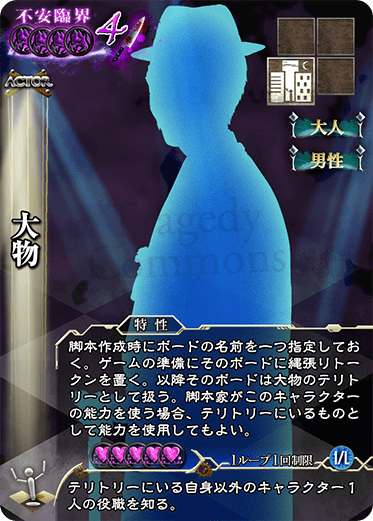 不安臨界
4
ACTOR
大人
男性
大物
Tragedy
Commons
特性
脚本作成時にボードの名前を一つ指定してお
く。ゲームの準備にそのボードに縄張りトー
クンを置く。以降そのボードは大物のテリト
リーとして扱う。脚本家がこのキャラクター
の能力を使う場合、テリトリーにいるものと
して能力を使用してもよい。
1ループ1回制限 1/L
テリトリーにいる自身以外のキャラクター1
人の役職を知る。